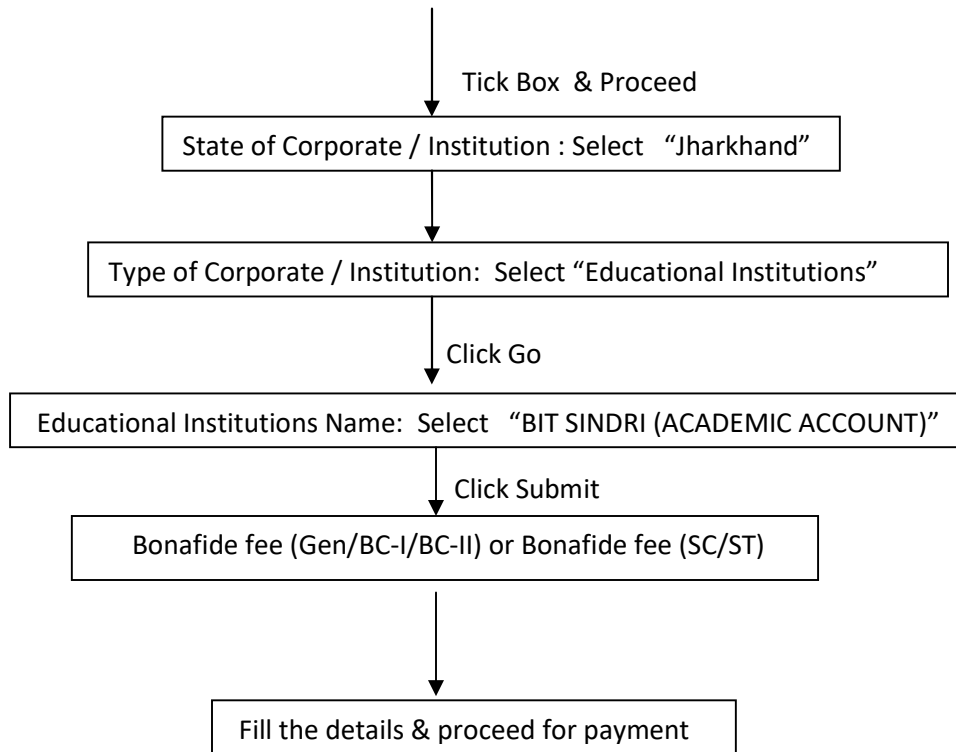 Tick Box & Proceed
State of Corporate / Institution : Select “Jharkhand”
Type of Corporate / Institution: Select “Educational Institutions”
Click Go
Educational Institutions Name: Select “BIT SINDRI (ACADEMIC ACCOUNT)”
Click Submit
Bonafide fee (Gen/BC-I/BC-II) or Bonafide fee (SC/ST)
Fill the details & proceed for payment